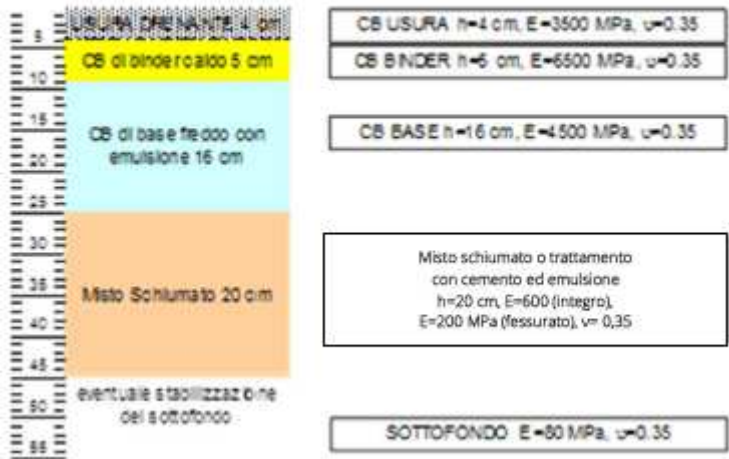 USURA DRENANTE 4 cm
CB di binder caldo 5 cm
CB di base freddo con
emulsione 16 cm
Misto Schiumato 20 cm
eventuale stabilizzazione
del sottofondo
5
10
15
20
25
30
35
40
45
50
55
CB USURA h=4 cm, E=3500 MPa, υ=0.35
CB BINDER h=5 cm, E=6500 MPa, υ=0.35
CB BASE h=16 cm, E=4500 MPa, υ=0.35
Misto schiumato o trattamento
con cemento ed emulsione
h=20 cm, E=600 (integro),
E=200 MPa (fessurato), v= 0,35
SOTTOFONDO E=80 MPa, υ=0.35